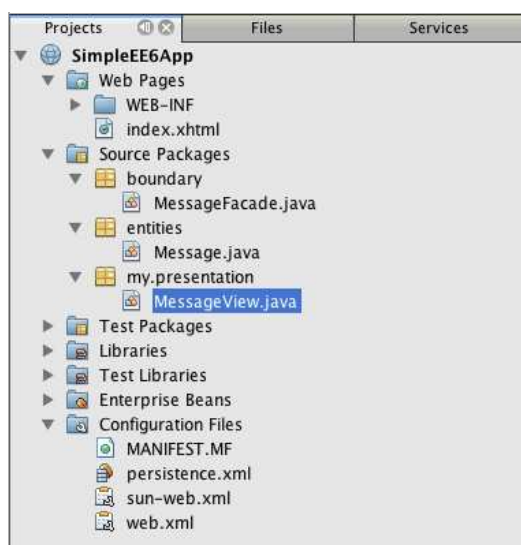 Projects Files Services
SimpleEE6App
Web Pages
WEB-INF
index.xhtml
Source Packages
boundary
MessageFacade.java
entities
Message.java
my.presentation
MessageView.java
Test Packages
Libraries
Test Libraries
Enterprise Beans
Configuration Files
MANIFEST.MF
persistence.xml
sun-web.xml
web.xml